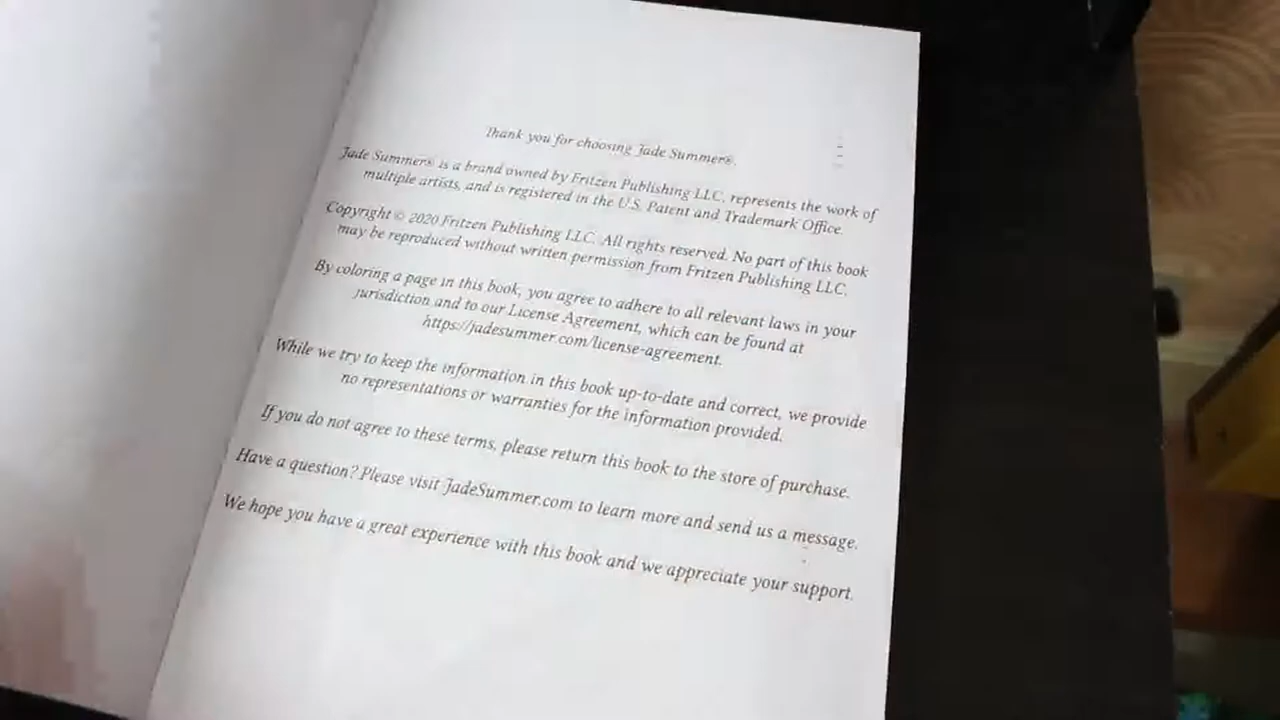 Thank you for choosing Jade Summer®.
Jade Summer® is a brand owned by Fritzen Publishing LLC, represents the work of
multiple artists, and is registered in the U.S. Patent and Trademark Office.
Copyright © 2020 Fritzen Publishing LLC. All rights reserved. No part of this book
may be reproduced without written permission from Fritzen Publishing LLC.
By coloring a page in this book, you agree to adhere to all relevant laws in your
jurisdiction and to our License Agreement, which can be found at
https://jadesummer.com/license-agreement.
While we try to keep the information in this book up-to-date and correct, we provide
no representations or warranties for the information provided.
If you do not agree to these terms, please return this book to the store of purchase.
Have a question? Please visit JadeSummer.com to learn more and send us a message.
We hope you have a great experience with this book and we appreciate your support.